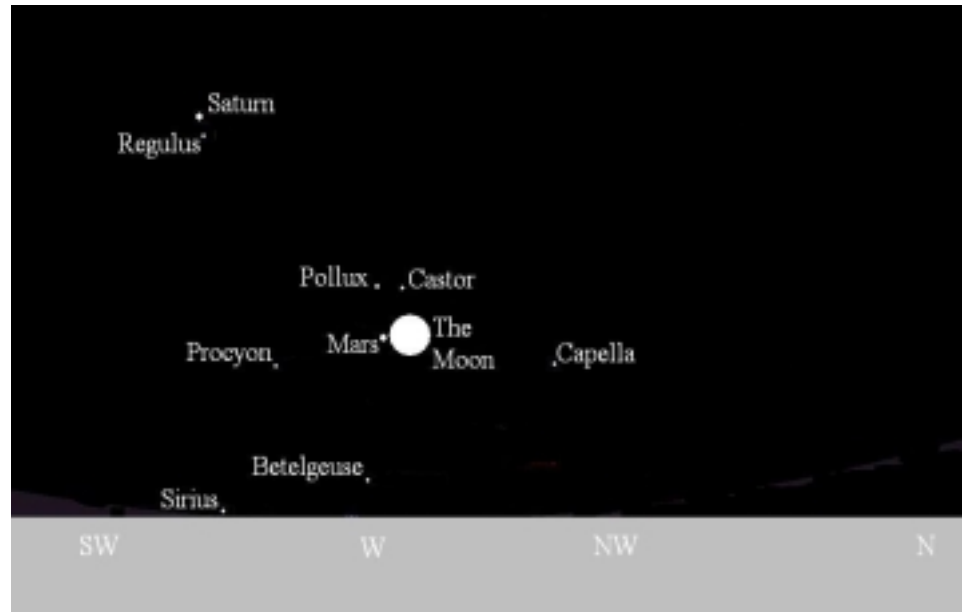 Saturn
Regulus
Pollux
Castor
Mars
The
Moon
Procyon
Capella
Betelgeuse
Sirius
SW
W
NW
N